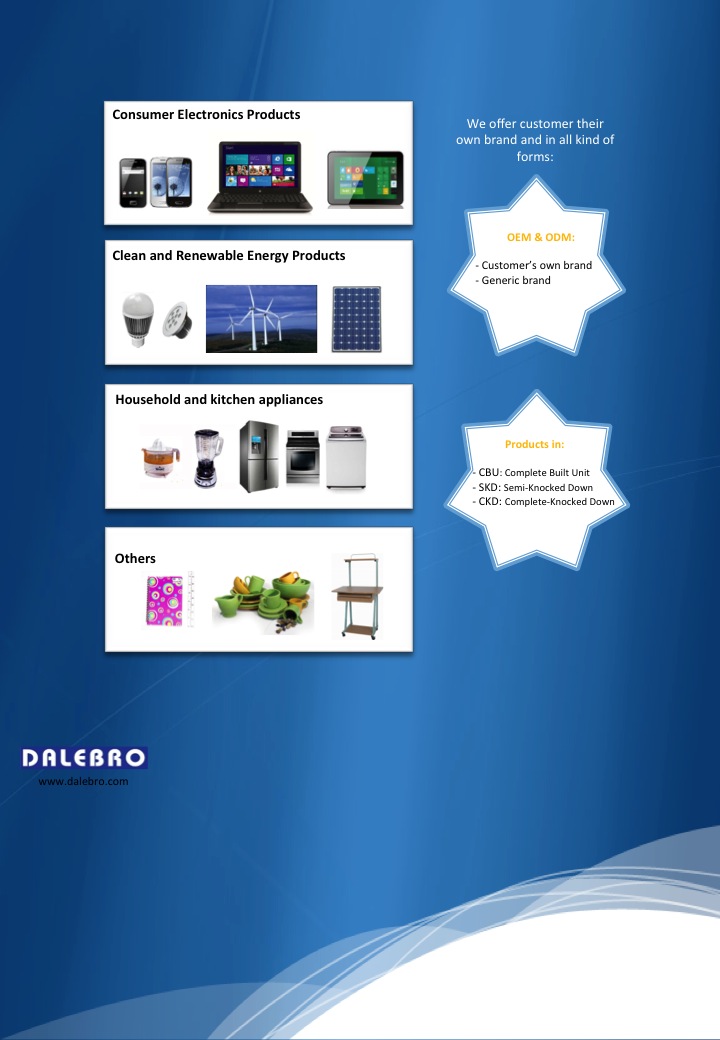 Consumer Electronics Products
We offer customer their
own brand and in all kind of
forms:
OEM & ODM:
- Customer's own brand
- Generic brand
Clean and Renewable Energy Products
Household and kitchen appliances
Products in:
- CBU: Complete Built Unit
- SKD: Semi-Knocked Down
- CKD: Complete-Knocked Down
Others
DALEBRO
www.dalebro.com